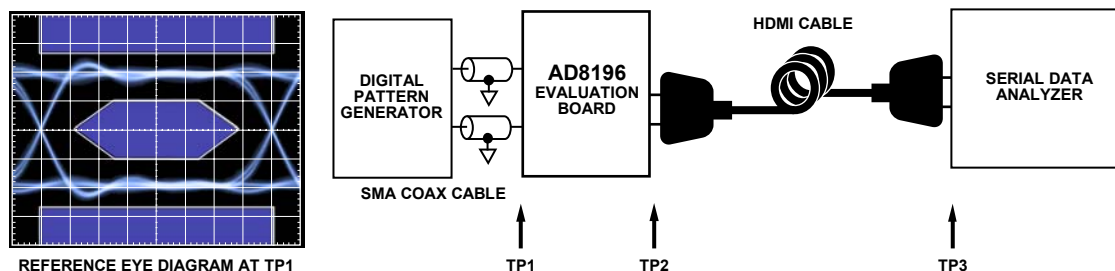 REFERENCE EYE DIAGRAM AT TP1
DIGITAL
PATTERN
GENERATOR
SMA COAX CABLE
AD8196
EVALUATION
BOARD
HDMI CABLE
SERIAL DATA
ANALYZER
TP1
TP2
TP3